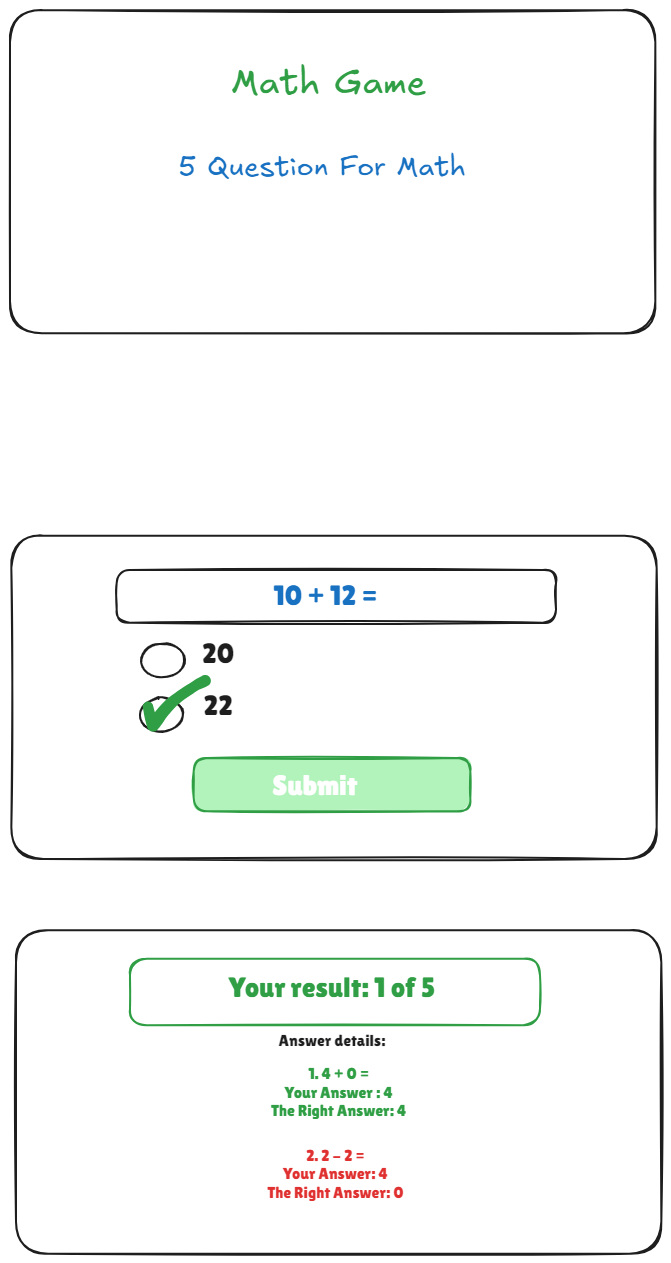 Math Game
5 Question For Math
10 + 12 =
20
22
Submit
Your result: 1 of 5
Answer details:
1. 4 + 0 =
Your Answer : 4
The Right Answer: 4
2. 2 - 2 =
Your Answer: 4
The Right Answer: 0